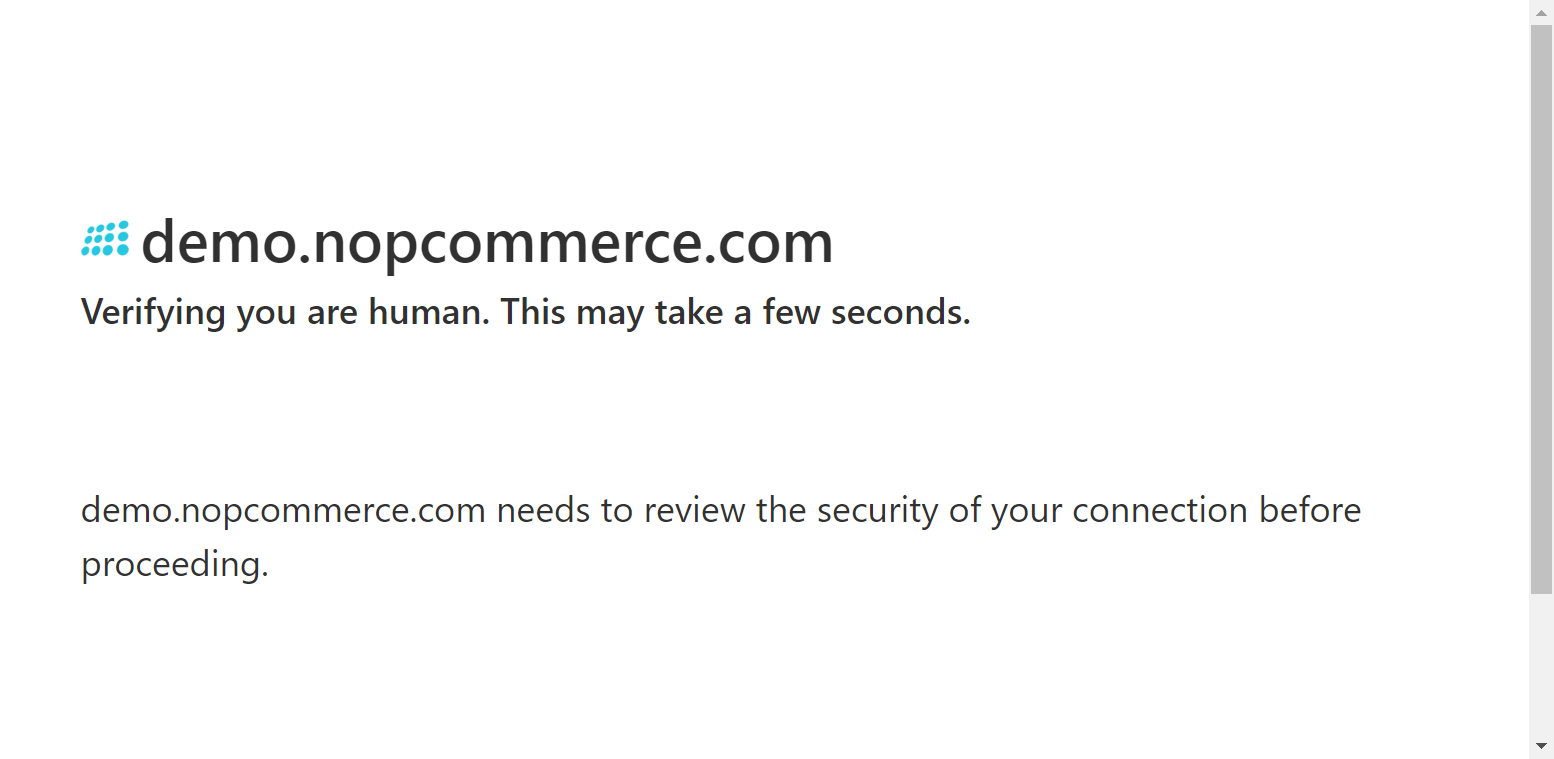 demo.nopcommerce.com
Verifying you are human. This may take a few seconds.
demo.nopcommerce.com needs to review the security of your connection before
proceeding.